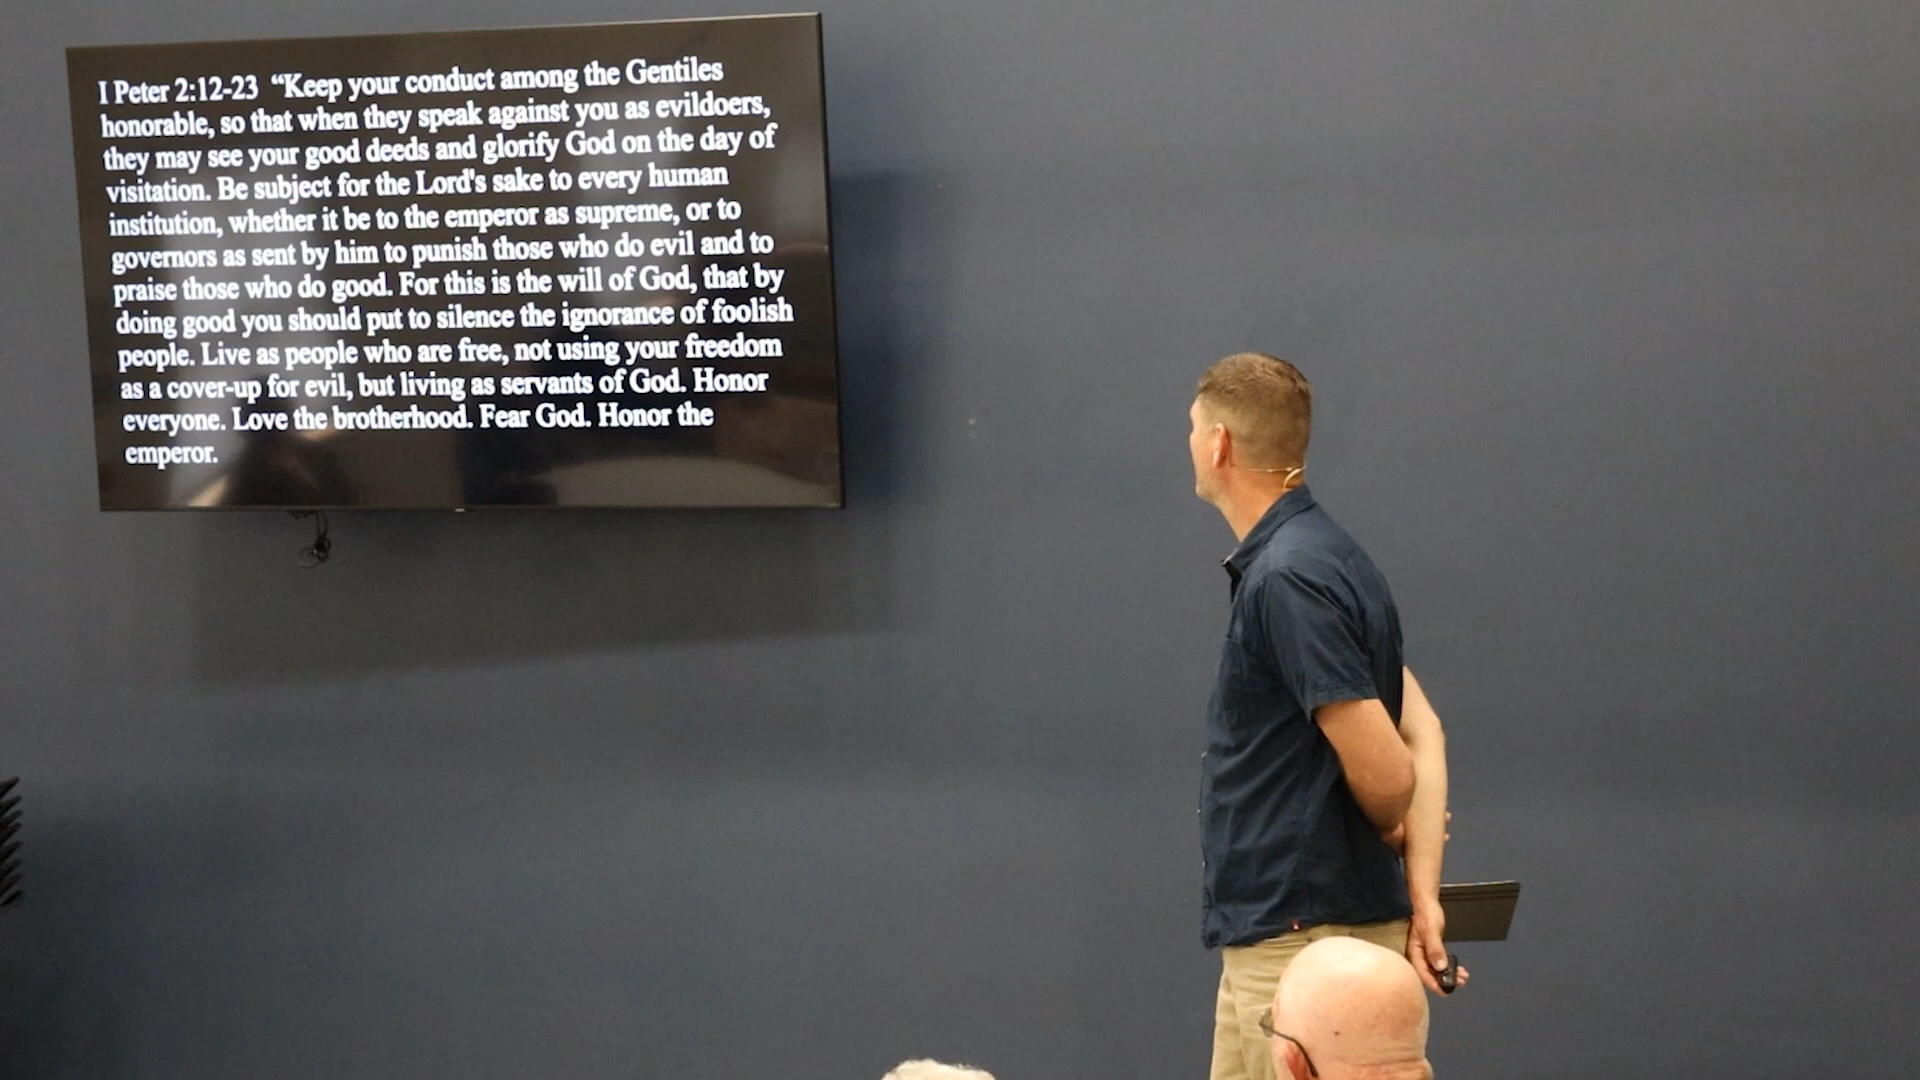 I Peter 2:12-23 “Keep your conduct among the Gentiles
honorable, so that when they speak against you as evildoers,
they may see your good deeds and glorify God on the day of
visitation. Be subject for the Lord's sake to every human
institution, whether it be to the emperor as supreme, or to
governors as sent by him to punish those who do evil and to
praise those who do good. For this is the will of God, that by
doing good you should put to silence the ignorance of foolish
people. Live as people who are free, not using your freedom
as a cover-up for evil, but living as servants of God. Honor
everyone. Love the brotherhood. Fear God. Honor the
emperor.